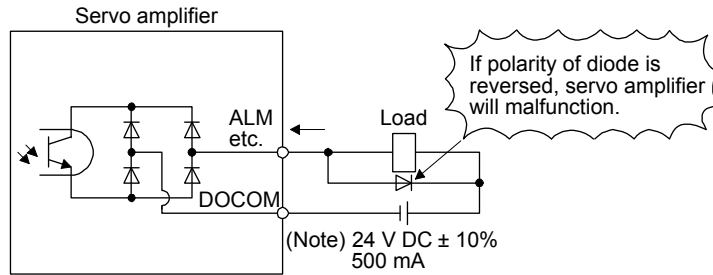 Servo amplifier
If polarity of diode is
reversed, servo amplifier
will malfunction.
ALM
etc.
Load
DOCOM
(Note) 24 V DC ± 10%
500 mA